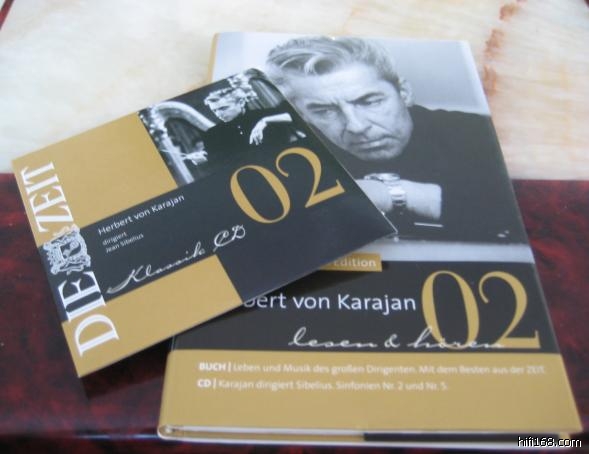 DIE ZEIT
Herbert von Karajan
dirigiert
Jean Sibelius
02
Klassik CD
Edition
von Karajan
02
lesen & hören
BUCH | Leben und Musik des großen Dirigenten. Mit dem Besten aus der ZEIT.
CD | Karajan dirigiert Sibelius. Sinfonien Nr. 2 und Nr. 5.
hifi168.com